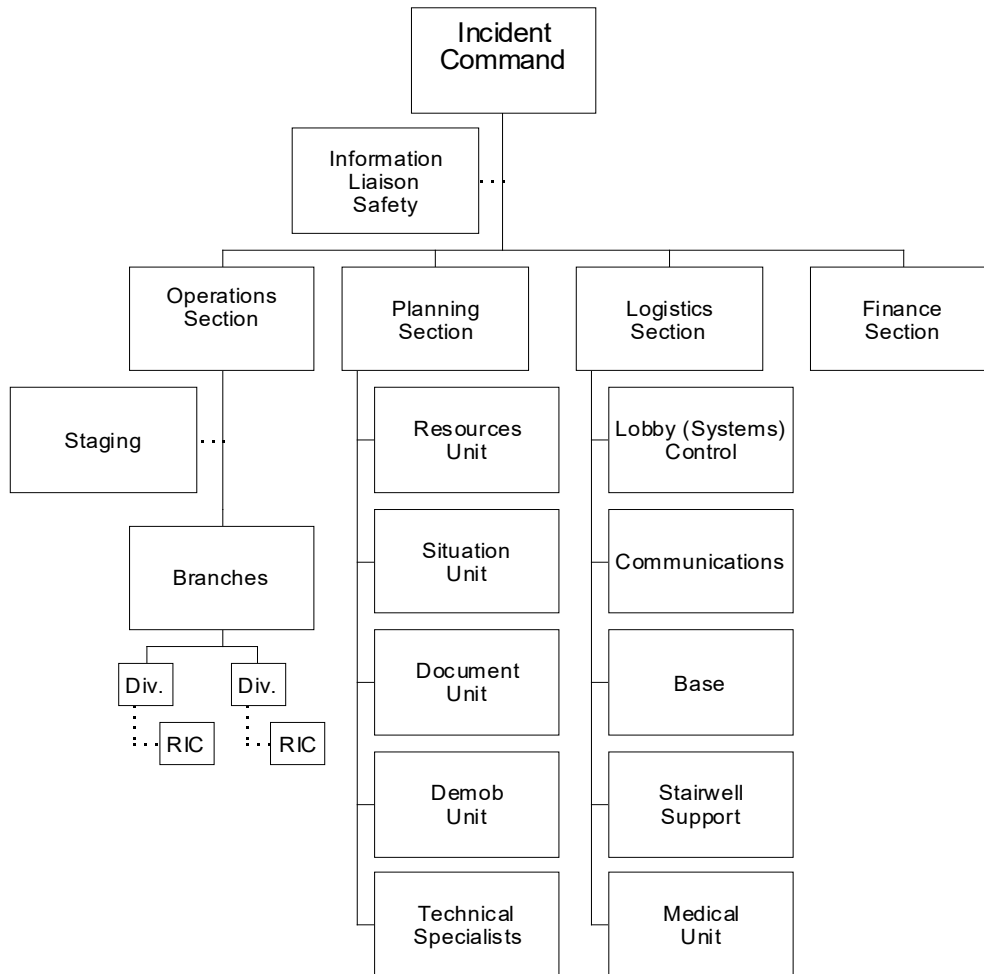 Incident
Command
Information
Liaison
Safety
Operations
Section
Planning
Section
Logistics
Section
Finance
Section
Staging
Resources
Unit
Lobby (Systems)
Control
Situation
Unit
Communications
Branches
Document
Unit
Base
Div.
Div.
RIC
RIC
Demob
Unit
Stairwell
Support
Technical
Specialists
Medical
Unit